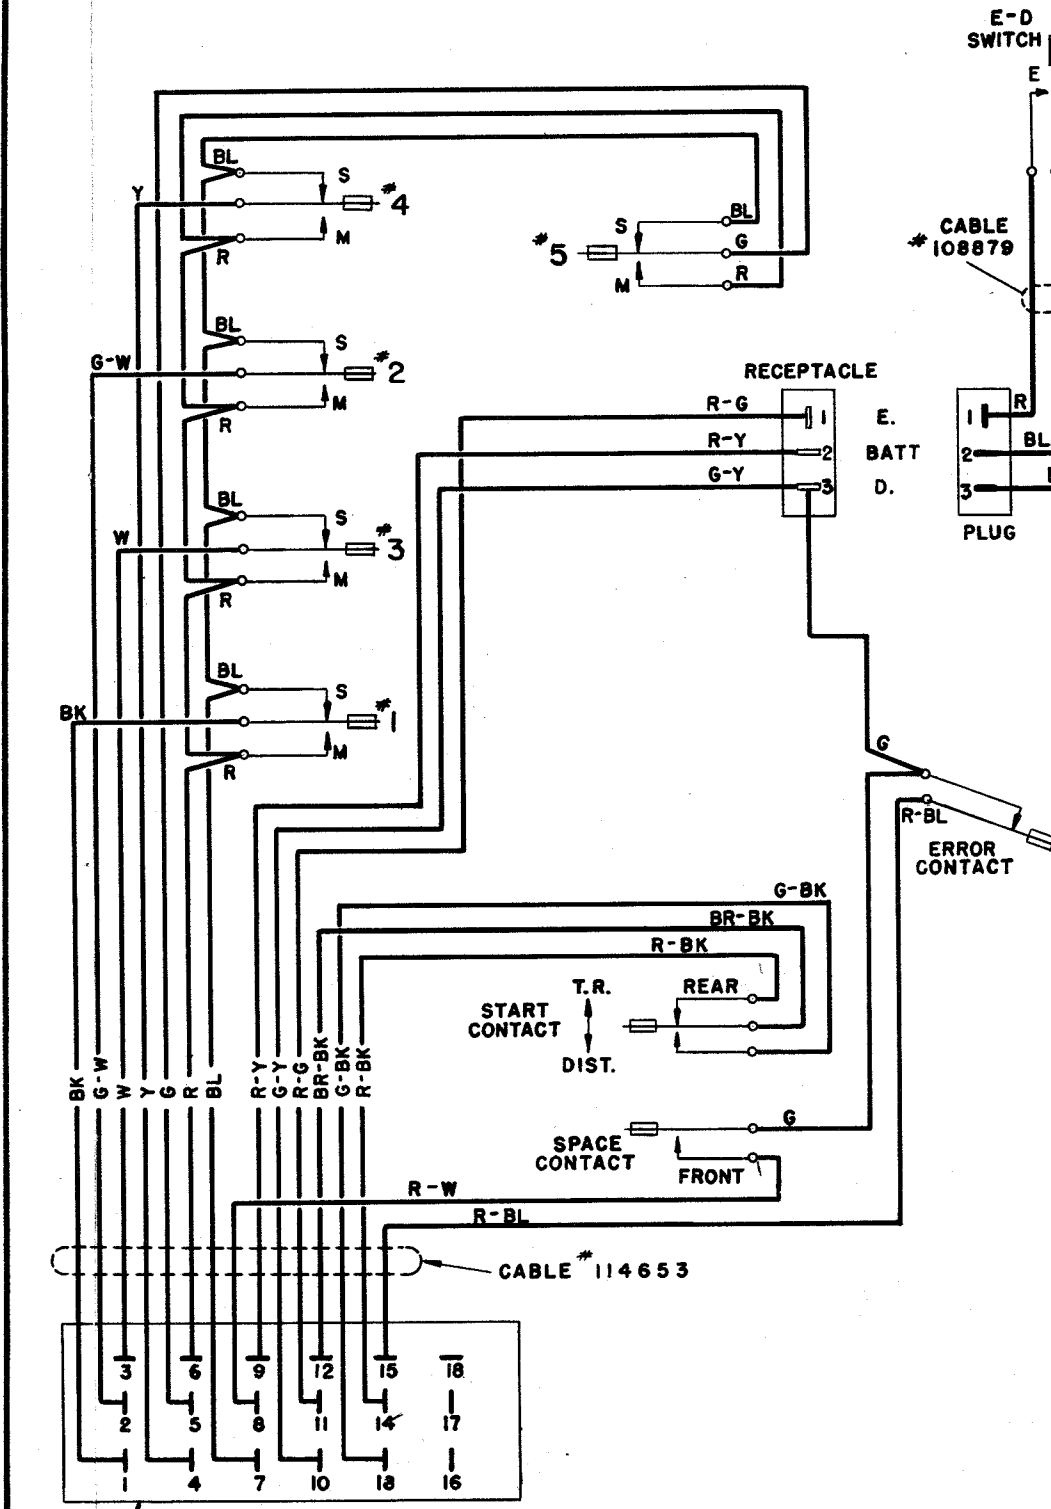 E-D
SWITCH
E
BL
S
Y
#4
M
R
BL
S
#5
G
M
R
CABLE
#108879
BL
S
G-W
#2
M
R
RECEPTACLE
R-G
1
E.
1
R
R-Y
2
BATT
2
BL
G-Y
3
D.
3
PLUG
BL
S
W
#3
M
R
BL
S
BK
#1
M
R
G
R-BL
ERROR
CONTACT
G-BK
BR-BK
R-BK
T.R.
REAR
START
CONTACT
DIST.
BK
G-W
W
Y
G
R
BL
R-Y
G-Y
R-G
BR-BK
G-BK
R-BK
G
SPACE
CONTACT
FRONT
R-W
R-BL
CABLE #114653
3 6 9 12 15 18
2 5 8 11 14 17
1 4 7 10 13 16